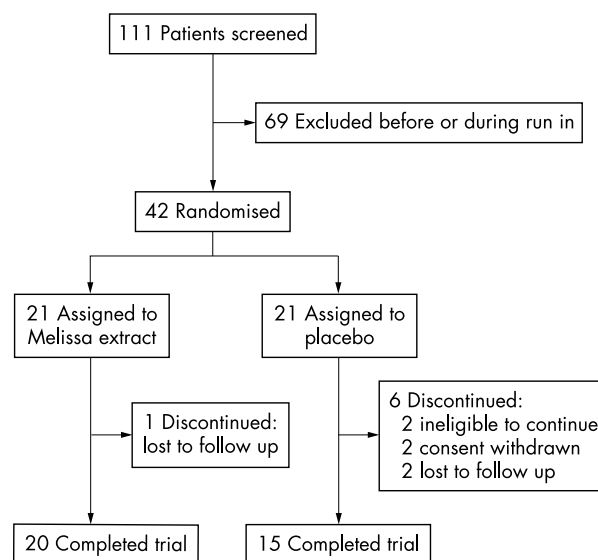 111 Patients screened
69 Excluded before or during run in
42 Randomised
21 Assigned to
Melissa extract
21 Assigned to
placebo
1 Discontinued:
lost to follow up
6 Discontinued:
2 ineligible to continue
2 consent withdrawn
2 lost to follow up
20 Completed trial
15 Completed trial